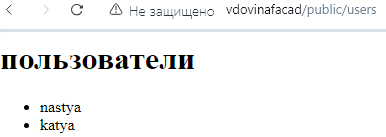 Не защищено vdovinafacad/public/users
пользователи
nastya
katya